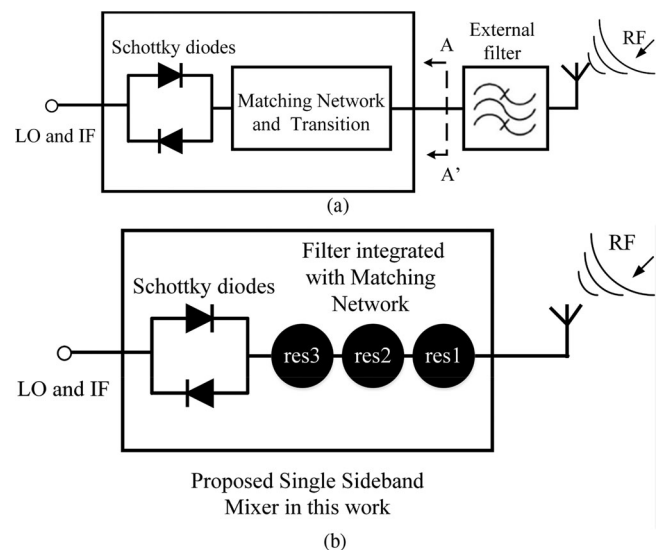 Schottky diodes
LO and IF
Matching Network
and Transition
A
A'
External
filter
RF
(a)
Filter integrated
with Matching
Network
Schottky diodes
LO and IF
res3
res2
res1
RF
Proposed Single Sideband
Mixer in this work
(b)